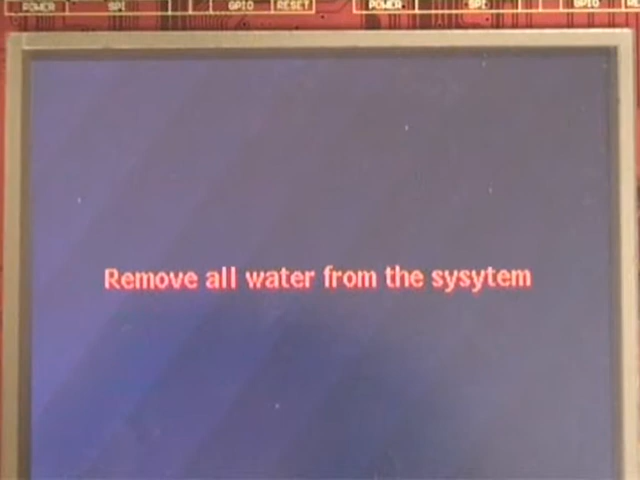 POWER SPI GPIO RESET POWER SPI GPIO
Remove all water from the sysytem